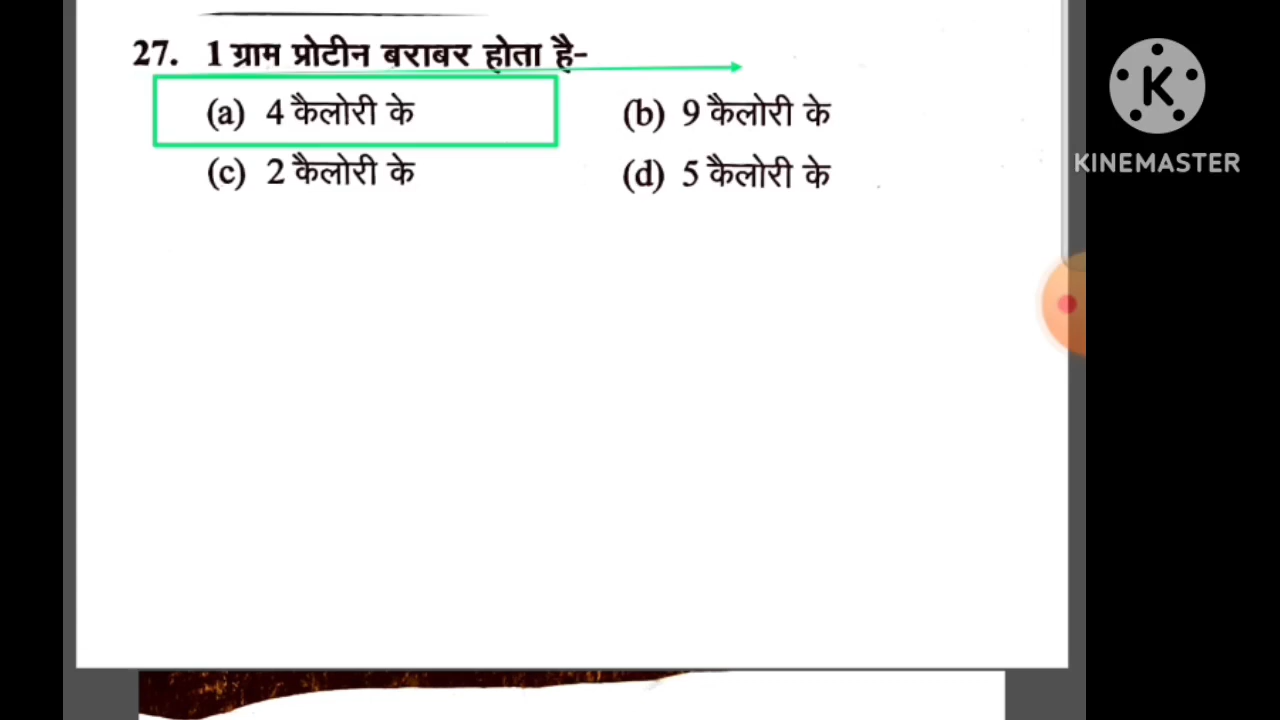 27. 1 ग्राम प्रोटीन बराबर होता है-
(a) 4 कैलोरी के (b) 9 कैलोरी के
(c) 2 कैलोरी के (d) 5 कैलोरी के
K
KINEMASTER